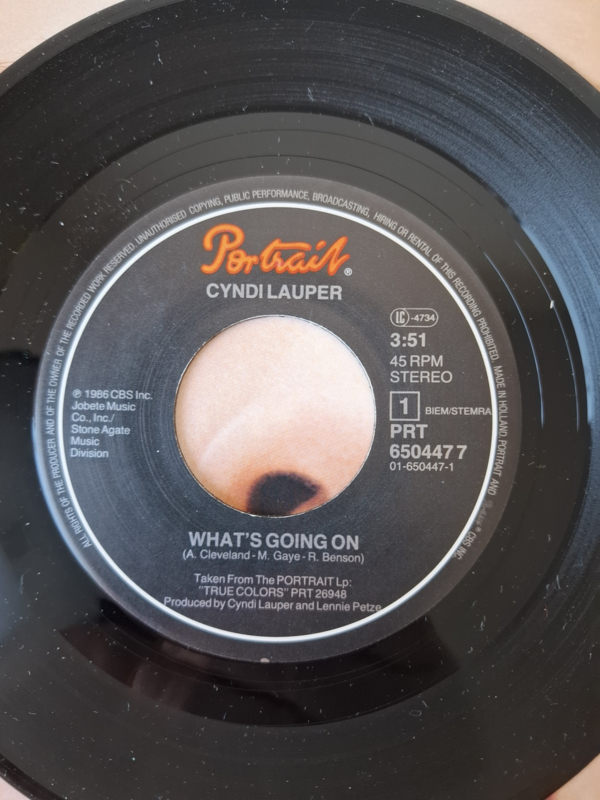 ALL RIGHTS OF THE PRODUCER AND OF THE OWNER OF THE RECORDED WORK RESERVED. UNAUTHORISED COPYING, PUBLIC PERFORMANCE, BROADCASTING, HIRING OR RENTAL OF THIS RECORDING PROHIBITED. MADE IN HOLLAND. PORTRAIT AND CBS INC.
Portrait®
CYNDI LAUPER
LC-4734
3:51
45 RPM
STEREO
1 BIEM/STEMRA
PRT
650447 7
01-650447-1
℗ 1986 CBS Inc.
Jobete Music
Co., Inc./
Stone Agate
Music
Division
WHAT'S GOING ON
(A. Cleveland - M. Gaye - R. Benson)
Taken From The PORTRAIT Lp:
"TRUE COLORS" PRT 26948
Produced by Cyndi Lauper and Lennie Petze